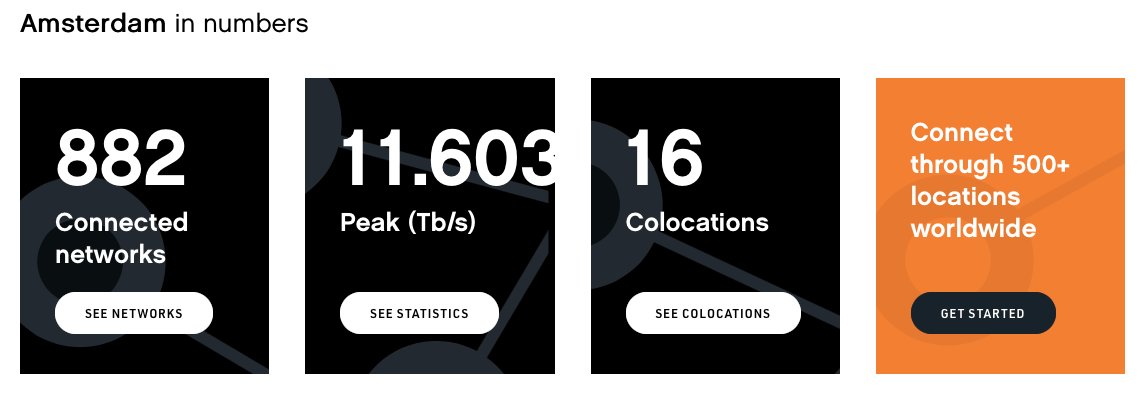 Amsterdam in numbers
882
Connected
networks
SEE NETWORKS
11.603
Peak (Tb/s)
SEE STATISTICS
16
Colocations
SEE COLOCATIONS
Connect
through 500+
locations
worldwide
GET STARTED